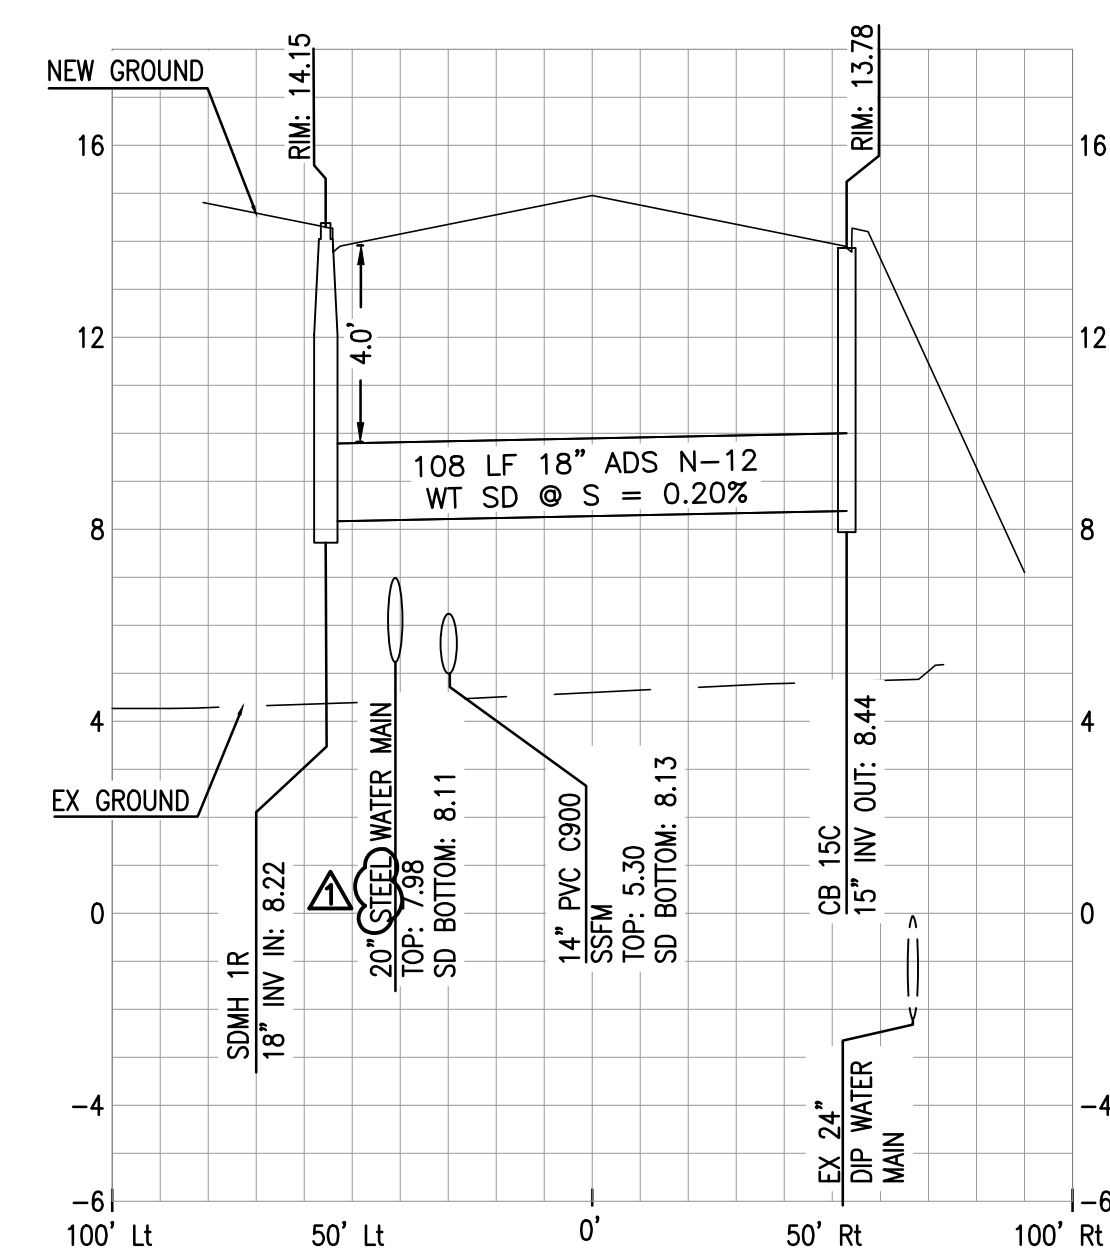 RIM: 14.15
RIM: 13.78
NEW GROUND
16
16
12
12
4.0'
108 LF 18" ADS N-12
WT SD @ S = 0.20%
8
8
4
4
EX GROUND
1
SDMH 1R
18" INV IN: 8.22
20" STEEL WATER MAIN
TOP: 7.98
SD BOTTOM: 8.11
14" PVC C900
SSFM
TOP: 5.30
SD BOTTOM: 8.13
CB 15C
15" INV OUT: 8.44
0
0
EX 24"
DIP WATER
MAIN
-4
-4
-6
-6
100' Lt
50' Lt
0'
50' Rt
100' Rt